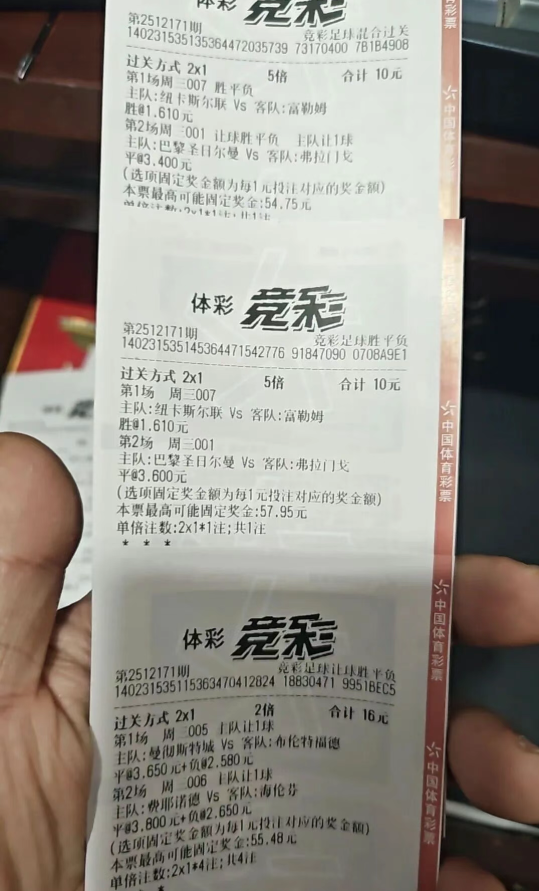 体彩 竞彩
第2512171期 竞彩足球混合过关
140231535135364472035739 73170400 7B1B4908
过关方式 2x1 5倍 合计 10元
第1场周三007 胜平负
主队:纽卡斯尔联 Vs 客队:富勒姆
胜@1.610元
第2场周三001 让球胜平负 主队让1球
主队:巴黎圣日尔曼 Vs 客队:弗拉门戈
平@3.400元
(选项固定奖金额为每1元投注对应的奖金额)
本票最高可能固定奖金:54.75元
单倍注数:2x1*1注;共1注
体彩 竞彩
第2512171期 竞彩足球胜平负
140231535145364471542776 91847090 0708A9E1
过关方式 2x1 5倍 合计 10元
第1场 周三007
主队:纽卡斯尔联 Vs 客队:富勒姆
胜@1.610元
第2场 周三001
主队:巴黎圣日尔曼 Vs 客队:弗拉门戈
平@3.600元
(选项固定奖金额为每1元投注对应的奖金额)
本票最高可能固定奖金:57.95元
单倍注数:2x1*1注;共1注
* * *
体彩 竞彩
第2512171期 竞彩足球让球胜平负
140231535115363470412824 18830471 9951BEC5
过关方式 2x1 2倍 合计 16元
第1场 周三005 主队让1球
主队:曼彻斯特城 Vs 客队:布伦特福德
平@3.650元+负@2.580元
第2场 周三006 主队让1球
主队:费耶诺德 Vs 客队:海伦芬
平@3.800元+负@2.650元
(选项固定奖金额为每1元投注对应的奖金额)
本票最高可能固定奖金:55.48元
单倍注数:2x1*4注;共4注
彩票
中国体育彩
中国体育彩票
中国体育彩票
中国体育彩票